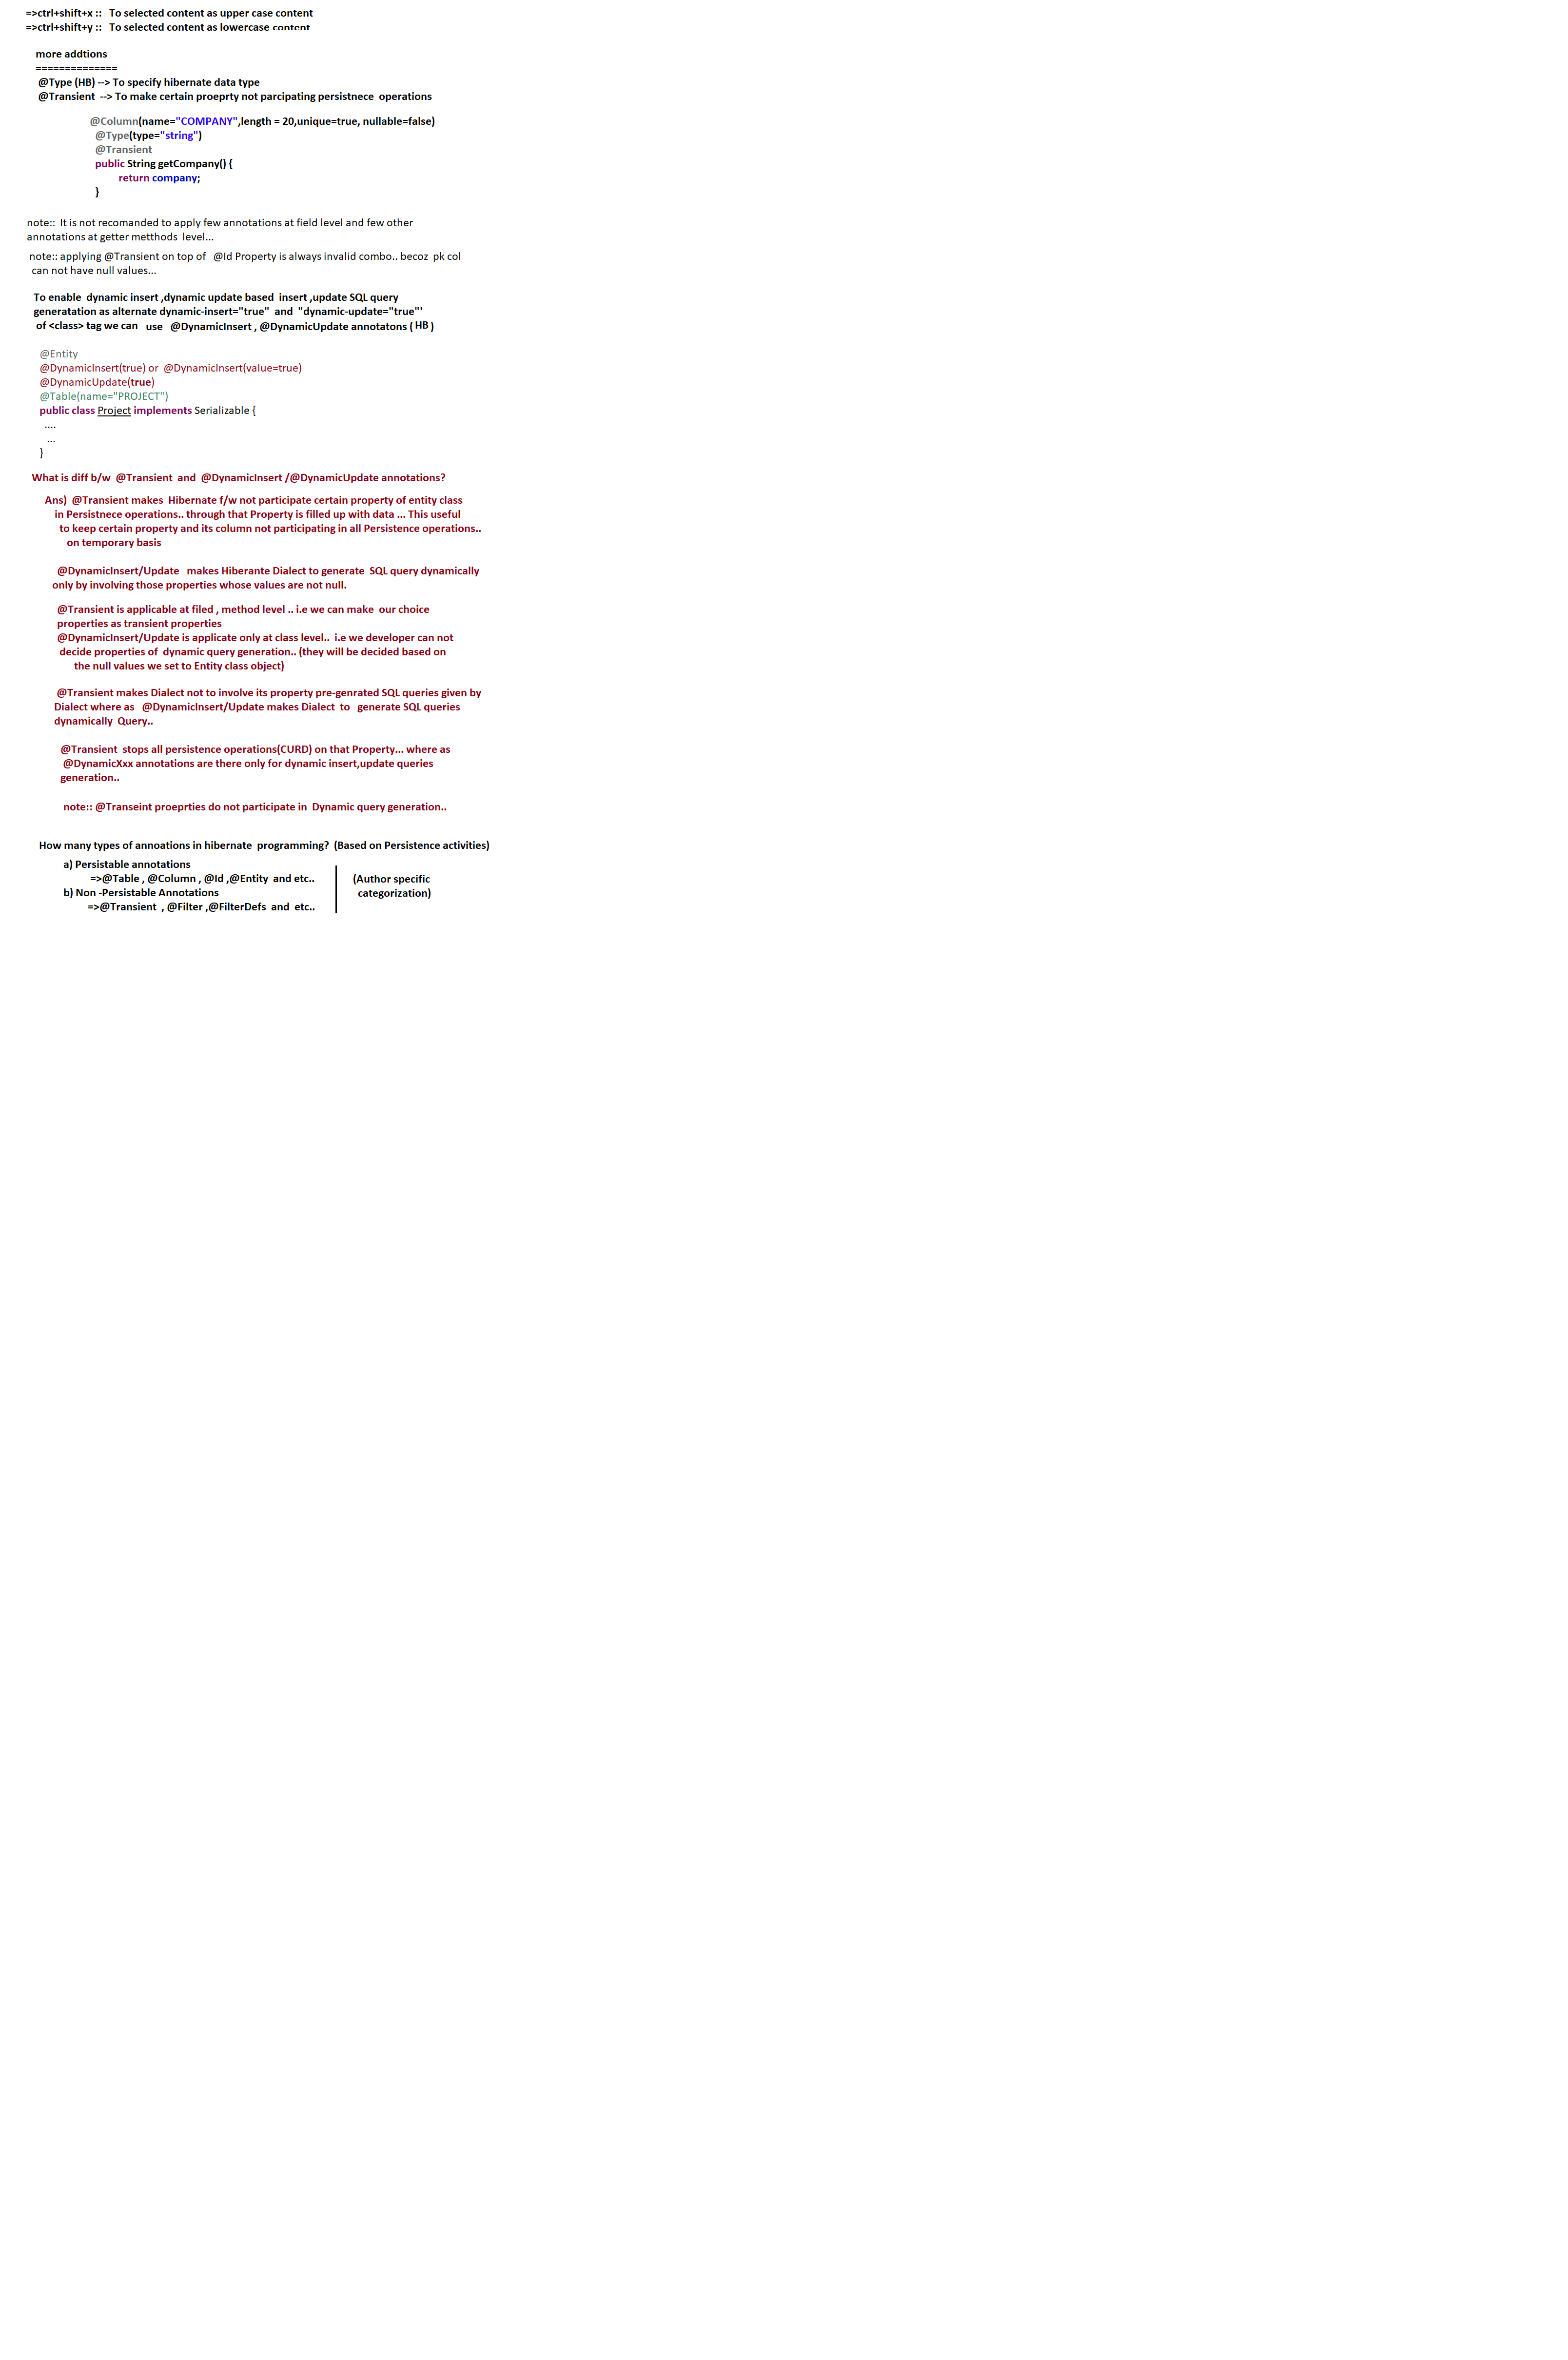 =>ctrl+shift+x ::  To selected content as upper case content
=>ctrl+shift+y ::  To selected content as lowercase content
more addtions
==============
@Type (HB) --> To specify hibernate data type
@Transient  --> To make certain proeprty not parcipating persistnece  operations
@Column(name="COMPANY",length = 20,unique=true, nullable=false)
@Type(type="string")
@Transient
public String getCompany() {
return company;
}
note::  It is not recomanded to apply few annotations at field level and few other
annotations at getter metthods  level...
note:: applying @Transient on top of   @Id Property is always invalid combo.. becoz  pk col
can not have null values...
To enable  dynamic insert ,dynamic update based  insert ,update SQL query
generatation as alternate dynamic-insert="true"  and  "dynamic-update="true"'
of <class> tag we can   use   @DynamicInsert , @DynamicUpdate annotatons ( HB )
@Entity
@DynamicInsert(true) or  @DynamicInsert(value=true)
@DynamicUpdate(true)
@Table(name="PROJECT")
public class Project implements Serializable {
....
...
}
What is diff b/w  @Transient  and  @DynamicInsert /@DynamicUpdate annotations?
Ans)  @Transient makes  Hibernate f/w not participate certain property of entity class
in Persistnece operations.. through that Property is filled up with data ... This useful
to keep certain property and its column not participating in all Persistence operations..
on temporary basis
@DynamicInsert/Update   makes Hiberante Dialect to generate  SQL query dynamically
only by involving those properties whose values are not null.
@Transient is applicable at filed , method level .. i.e we can make  our choice
properties as transient properties
@DynamicInsert/Update is applicate only at class level..  i.e we developer can not
decide properties of  dynamic query generation.. (they will be decided based on
the null values we set to Entity class object)
@Transient makes Dialect not to involve its property pre-genrated SQL queries given by
Dialect where as   @DynamicInsert/Update makes Dialect  to   generate SQL queries
dynamically  Query..
@Transient  stops all persistence operations(CURD) on that Property... where as
@DynamicXxx annotations are there only for dynamic insert,update queries
generation..
note:: @Transeint proeprties do not participate in  Dynamic query generation..
How many types of annoations in hibernate  programming?  (Based on Persistence activities)
a) Persistable annotations
=>@Table , @Column , @Id ,@Entity  and etc..
(Author specific
b) Non -Persistable Annotations
categorization)
=>@Transient  , @Filter ,@FilterDefs  and  etc..